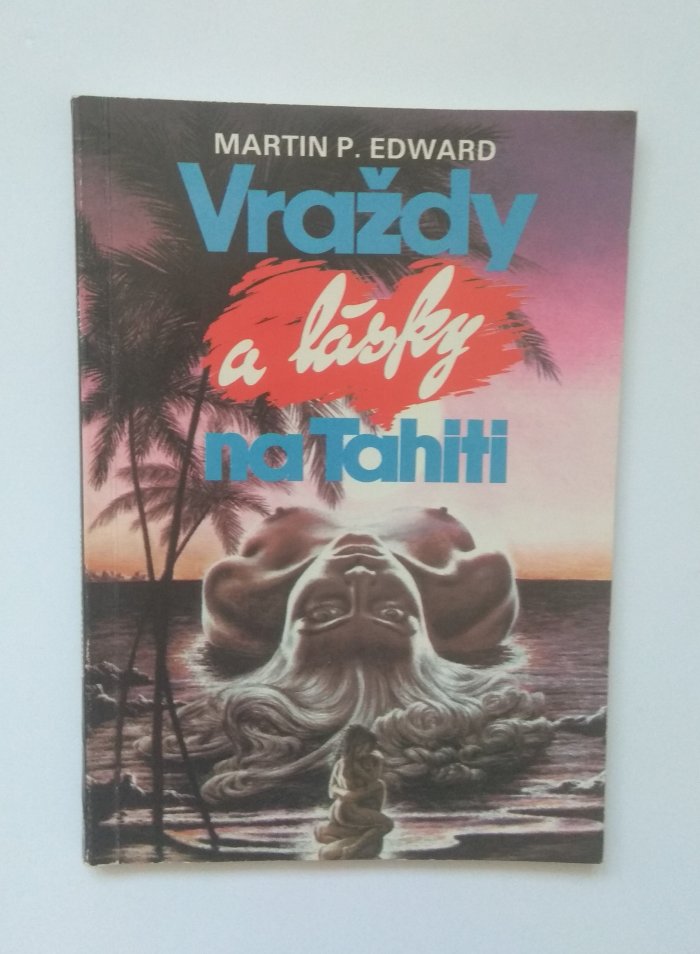 MARTIN P. EDWARD
Vraždy
a lásky
na Tahiti